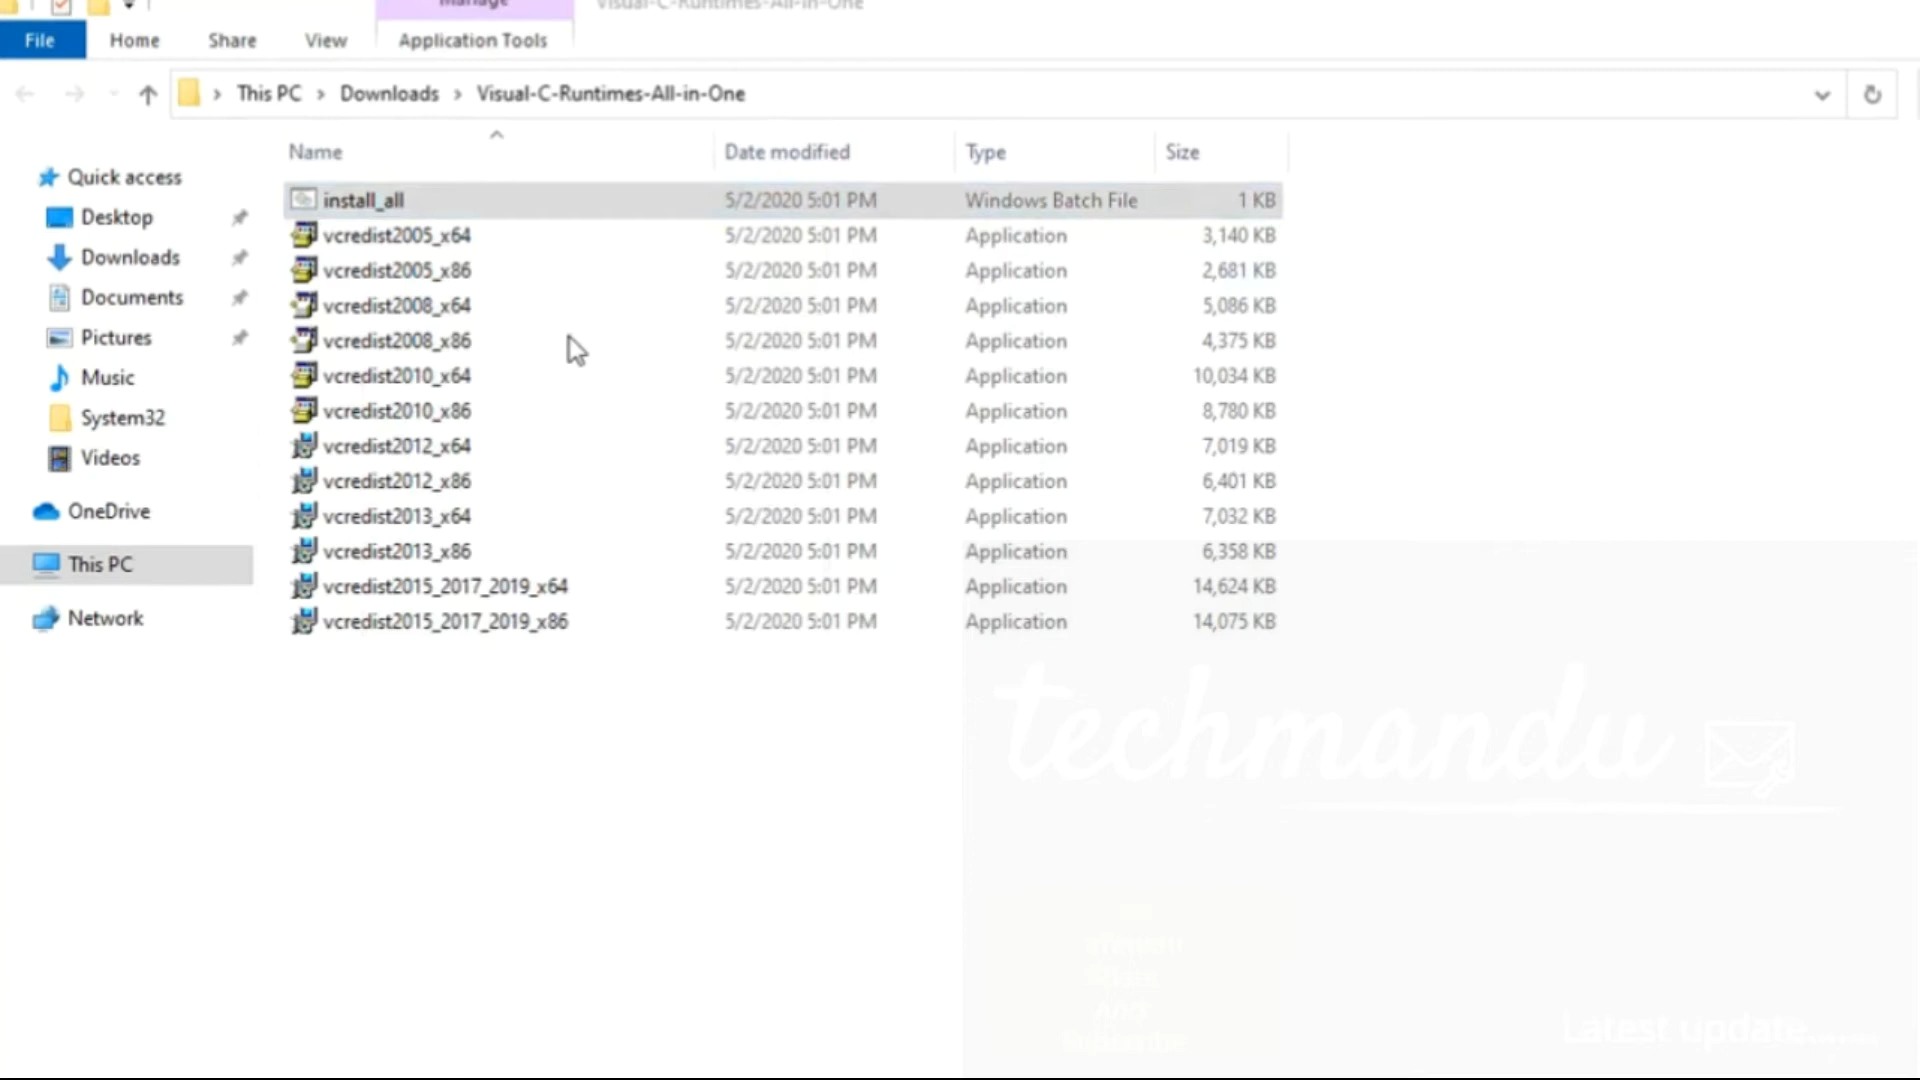 Manage
Visual-C-Runtimes-All-in-One
File
Home
Share
View
Application Tools
This PC
Downloads
Visual-C-Runtimes-All-in-One
Name
Date modified
Type
Size
Quick access
Desktop
Downloads
Documents
Pictures
Music
System32
Videos
OneDrive
This PC
Network
install_all 5/2/2020 5:01 PM Windows Batch File 1 KB
vcredist2005_x64 5/2/2020 5:01 PM Application 3,140 KB
vcredist2005_x86 5/2/2020 5:01 PM Application 2,681 KB
vcredist2008_x64 5/2/2020 5:01 PM Application 5,086 KB
vcredist2008_x86 5/2/2020 5:01 PM Application 4,375 KB
vcredist2010_x64 5/2/2020 5:01 PM Application 10,034 KB
vcredist2010_x86 5/2/2020 5:01 PM Application 8,780 KB
vcredist2012_x64 5/2/2020 5:01 PM Application 7,019 KB
vcredist2012_x86 5/2/2020 5:01 PM Application 6,401 KB
vcredist2013_x64 5/2/2020 5:01 PM Application 7,032 KB
vcredist2013_x86 5/2/2020 5:01 PM Application 6,358 KB
vcredist2015_2017_2019_x64 5/2/2020 5:01 PM Application 14,624 KB
vcredist2015_2017_2019_x86 5/2/2020 5:01 PM Application 14,075 KB
techmandu
Latest update